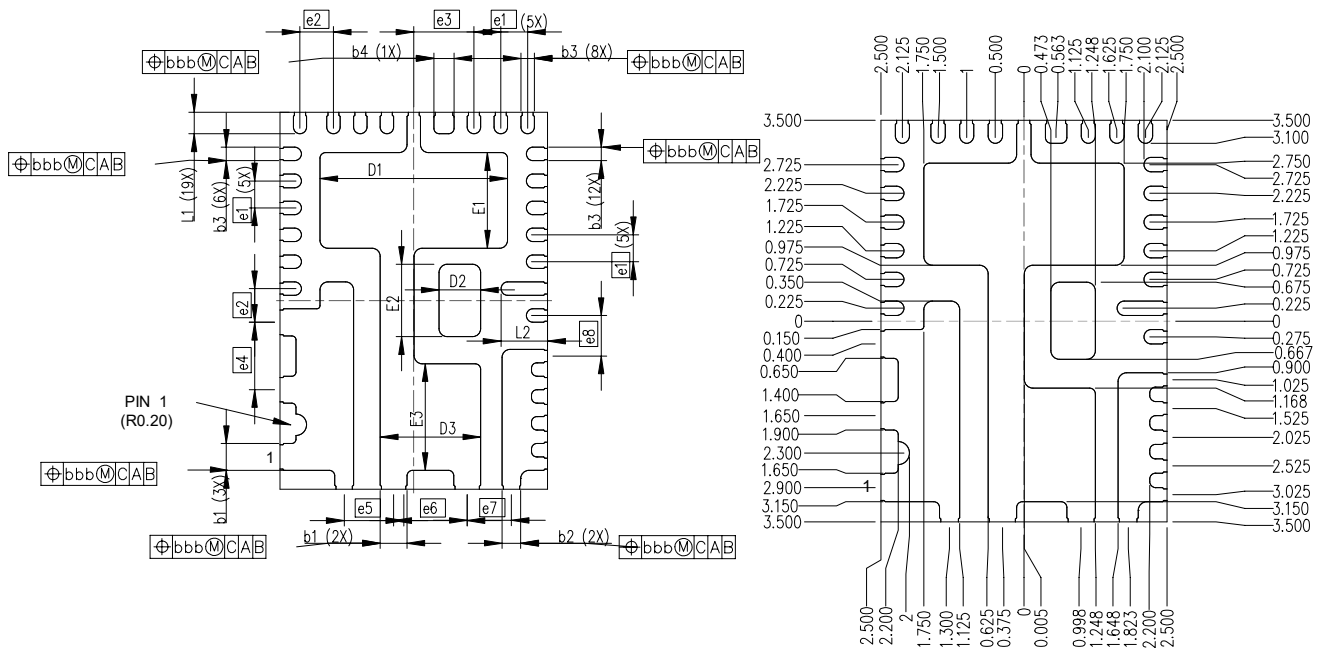 e2
e3
e1 (5X)
b4 (1X)
b3 (8X)
⌖ bbb Ⓜ C A B
⌖ bbb Ⓜ C A B
⌖ bbb Ⓜ C A B
⌖ bbb Ⓜ C A B
L1 (19X)
b3 (6X)
e1 (5X)
D1
E1
b3 (12X)
e1 (5X)
e2
E2
D2
L2
e8
e4
PIN 1
(R0.20)
E3
D3
1
⌖ bbb Ⓜ C A B
b1 (3X)
e5
e6
e7
b1 (2X)
b2 (2X)
⌖ bbb Ⓜ C A B
⌖ bbb Ⓜ C A B
2.500
2.125
1.750
1.500
1
0.500
0
0.473
0.563
1.125
1.248
1.625
1.750
2.100
2.125
2.500
3.500
2.725
2.225
1.725
1.225
0.975
0.725
0.350
0.225
0
0.150
0.400
0.650
1.400
1.650
1.900
2.300
1.650
2.900
3.150
3.500
1
3.500
3.100
2.750
2.725
2.225
1.725
1.225
0.975
0.725
0.675
0.225
0
0.275
0.667
0.900
1.025
1.168
1.525
2.025
2.525
3.025
3.150
3.500
2.500
2.200
2
1.750
1.300
1.125
0.625
0.375
0
0.005
0.998
1.248
1.648
1.823
2.200
2.500